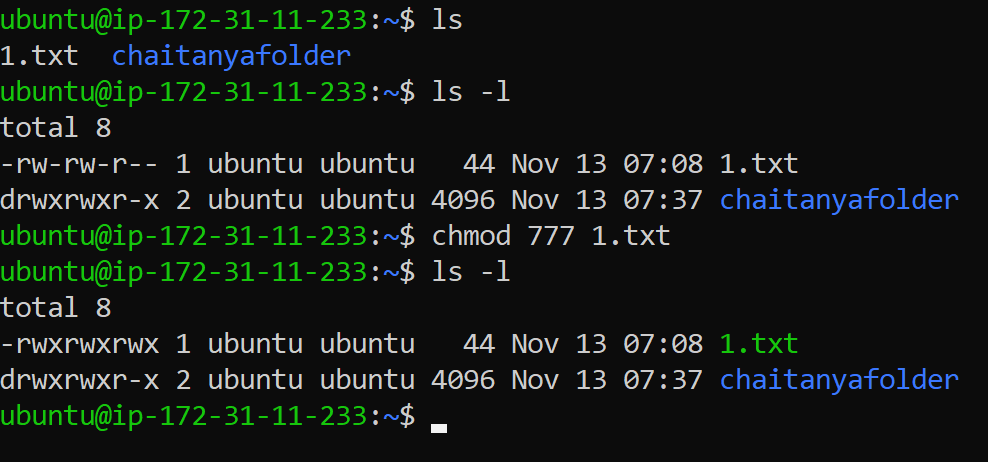 ubuntu@ip-172-31-11-233:~$ ls
1.txt  chaitanyafolder
ubuntu@ip-172-31-11-233:~$ ls -l
total 8
-rw-rw-r-- 1 ubuntu ubuntu   44 Nov 13 07:08 1.txt
drwxrwxr-x 2 ubuntu ubuntu 4096 Nov 13 07:37 chaitanyafolder
ubuntu@ip-172-31-11-233:~$ chmod 777 1.txt
ubuntu@ip-172-31-11-233:~$ ls -l
total 8
-rwxrwxrwx 1 ubuntu ubuntu   44 Nov 13 07:08 1.txt
drwxrwxr-x 2 ubuntu ubuntu 4096 Nov 13 07:37 chaitanyafolder
ubuntu@ip-172-31-11-233:~$